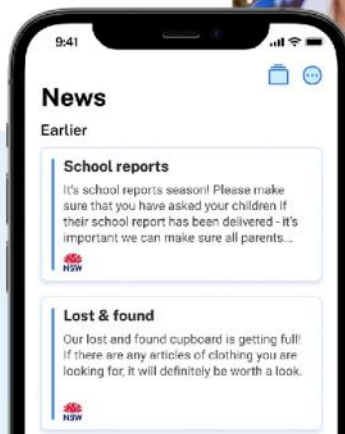 9:41
News
Earlier
School reports
It's school reports season! Please make
sure that you have asked your children if
their school report has been delivered - it's
important we can make sure all parents...
NSW
Lost & found
Our lost and found cupboard is getting full!
If there are any articles of clothing you are
looking for, it will definitely be worth a look.
NSW